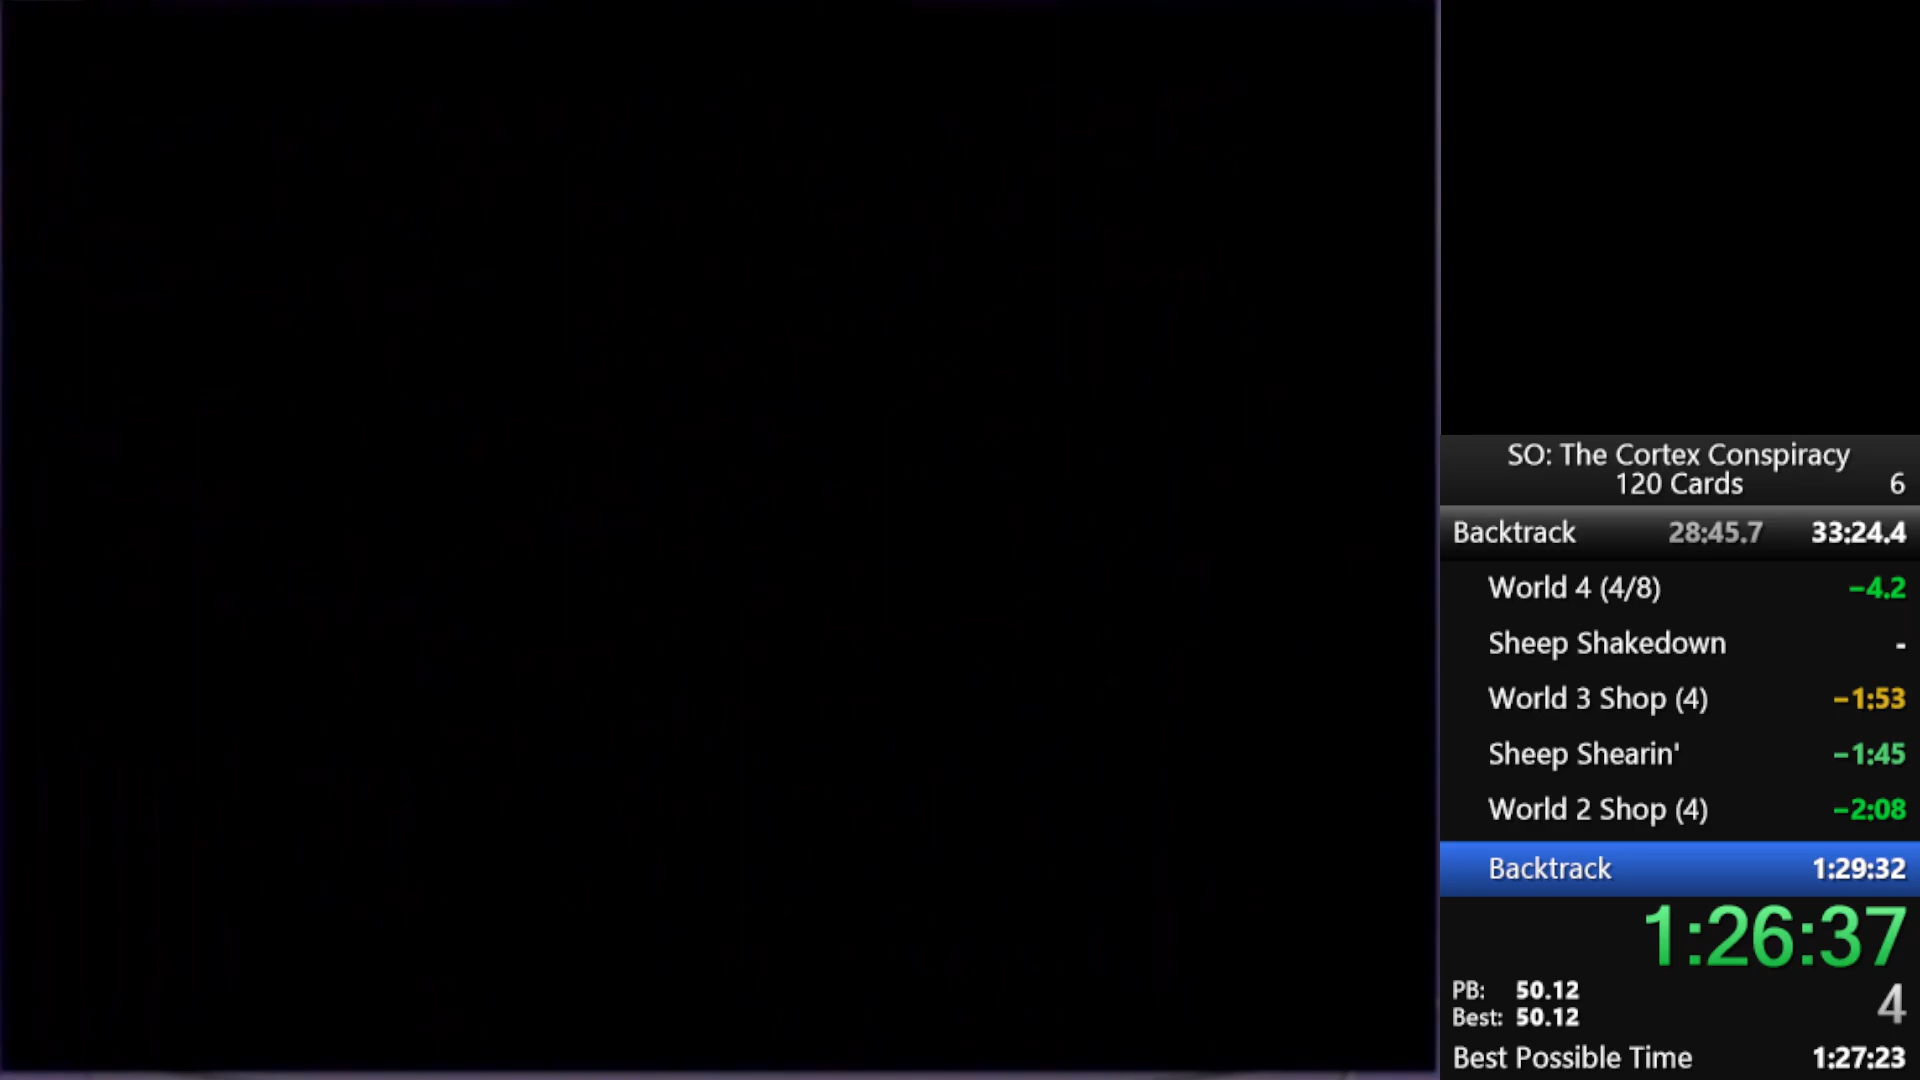 SO: The Cortex Conspiracy
120 Cards 6
Backtrack 28:45.7 33:24.4
World 4 (4/8) −4.2
Sheep Shakedown -
World 3 Shop (4) −1:53
Sheep Shearin' −1:45
World 2 Shop (4) −2:08
Backtrack 1:29:32
1:26:37
PB: 50.12
4
Best: 50.12
Best Possible Time 1:27:23